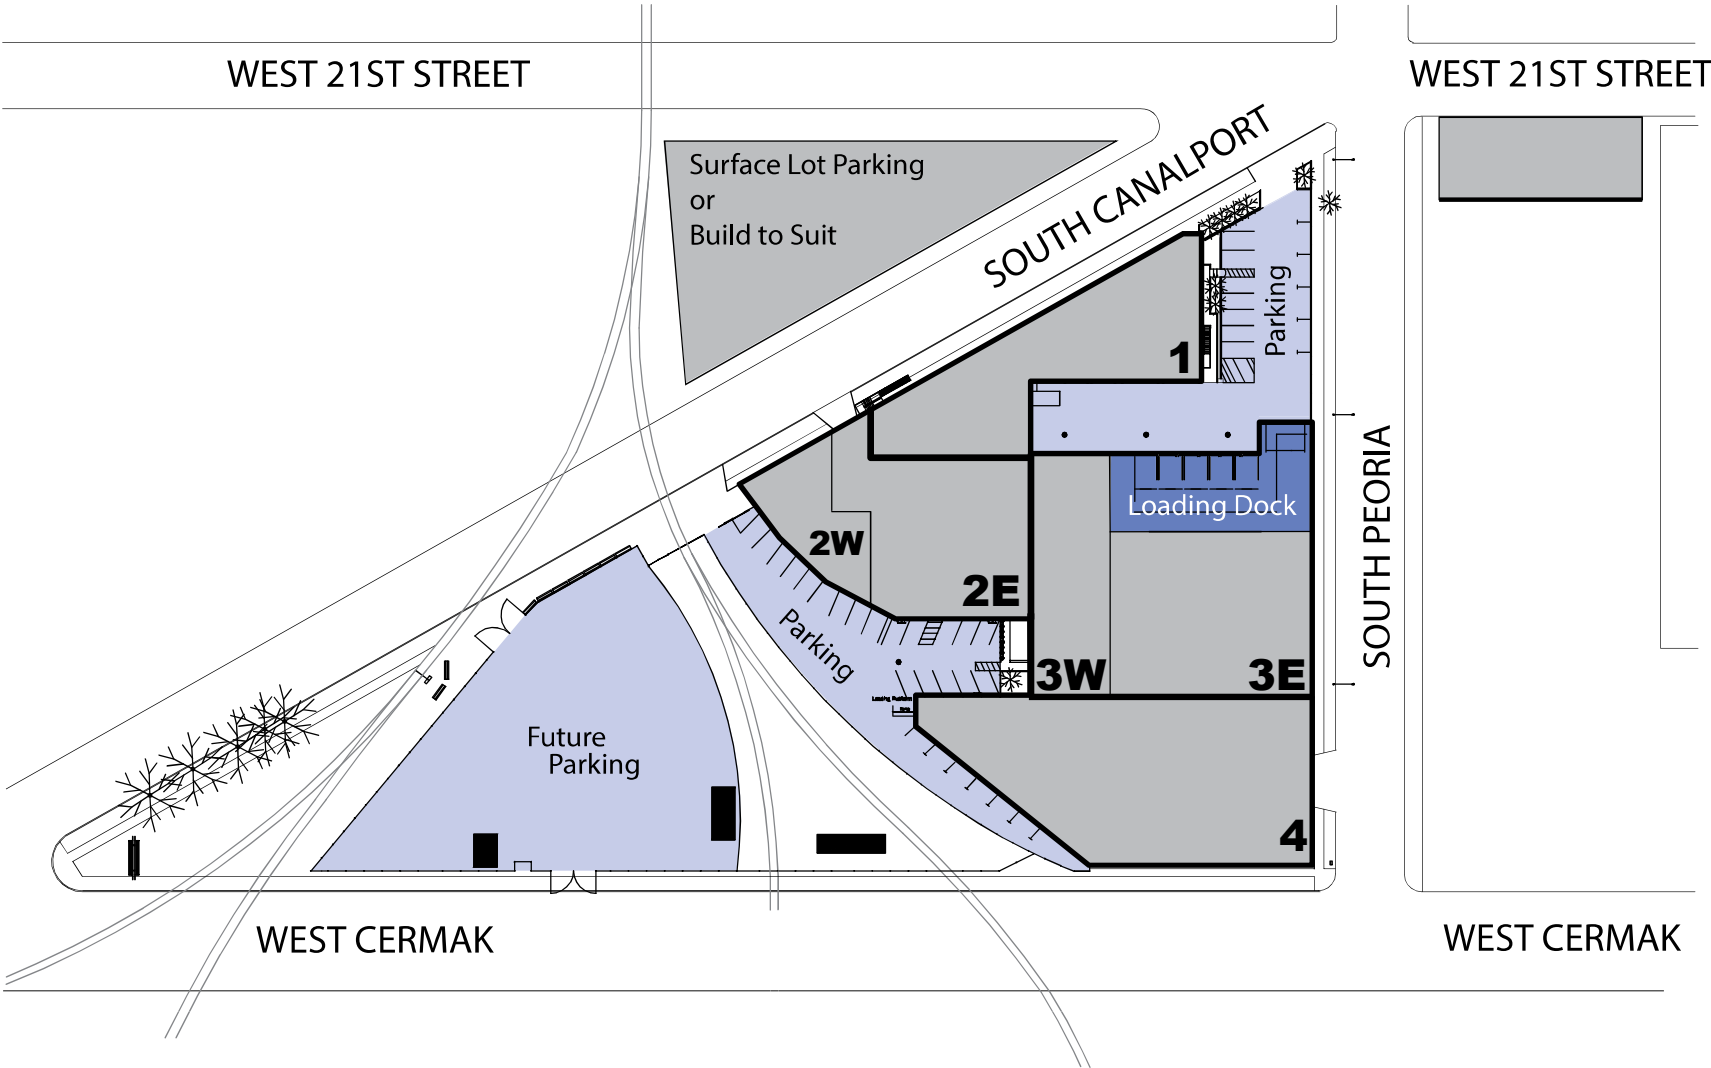 WEST 21ST STREET
WEST 21ST STREET
Surface Lot Parking
or
Build to Suit
SOUTH CANALPORT
Parking
1
SOUTH PEORIA
Loading Dock
2W
2E
Parking
3W
3E
Future
Parking
4
WEST CERMAK
WEST CERMAK